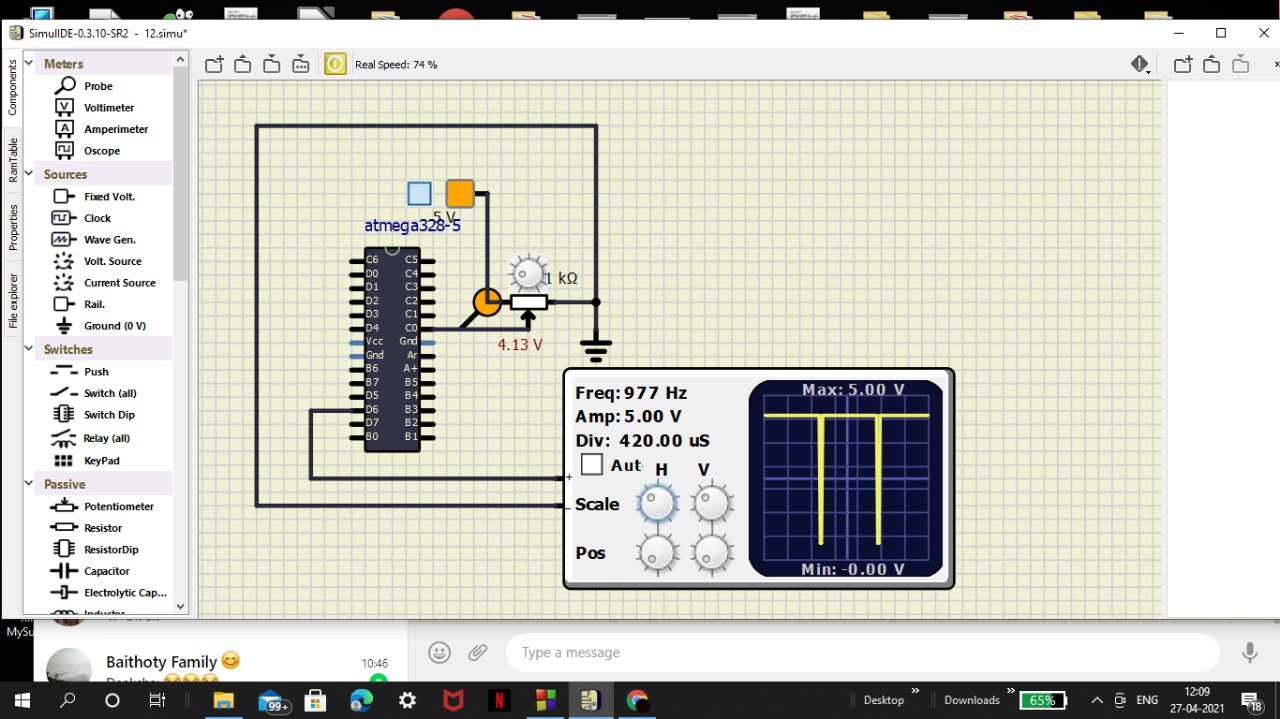 SimulIDE-0.3.10-SR2 - 12.simu*
Components
RamTable
Properties
File explorer
Meters
Probe
Voltimeter
Amperimeter
Oscope
Sources
Fixed Volt.
Clock
Wave Gen.
Volt. Source
Current Source
Rail.
Ground (0 V)
Switches
Push
Switch (all)
Switch Dip
Relay (all)
KeyPad
Passive
Potentiometer
Resistor
ResistorDip
Capacitor
Electrolytic Cap...
Real Speed: 74 %
»
5 V
atmega328-5
C6 C5
D0 C4
D1 C3
D2 C2
D3 C1
D4 C0
Vcc Gnd
Gnd Ar
B6 A+
B7 B5
D5 B4
D6 B3
D7 B2
B0 B1
1 kΩ
4.13 V
Freq: 977 Hz
Amp: 5.00 V
Div: 420.00 uS
Aut
H V
+
Scale
-
Pos
Max: 5.00 V
Min: -0.00 V
MySu
Baithoty Family 😊
10:46
Type a message
99+
N
Desktop »
Downloads »
65%
ENG
12:09
27-04-2021
18